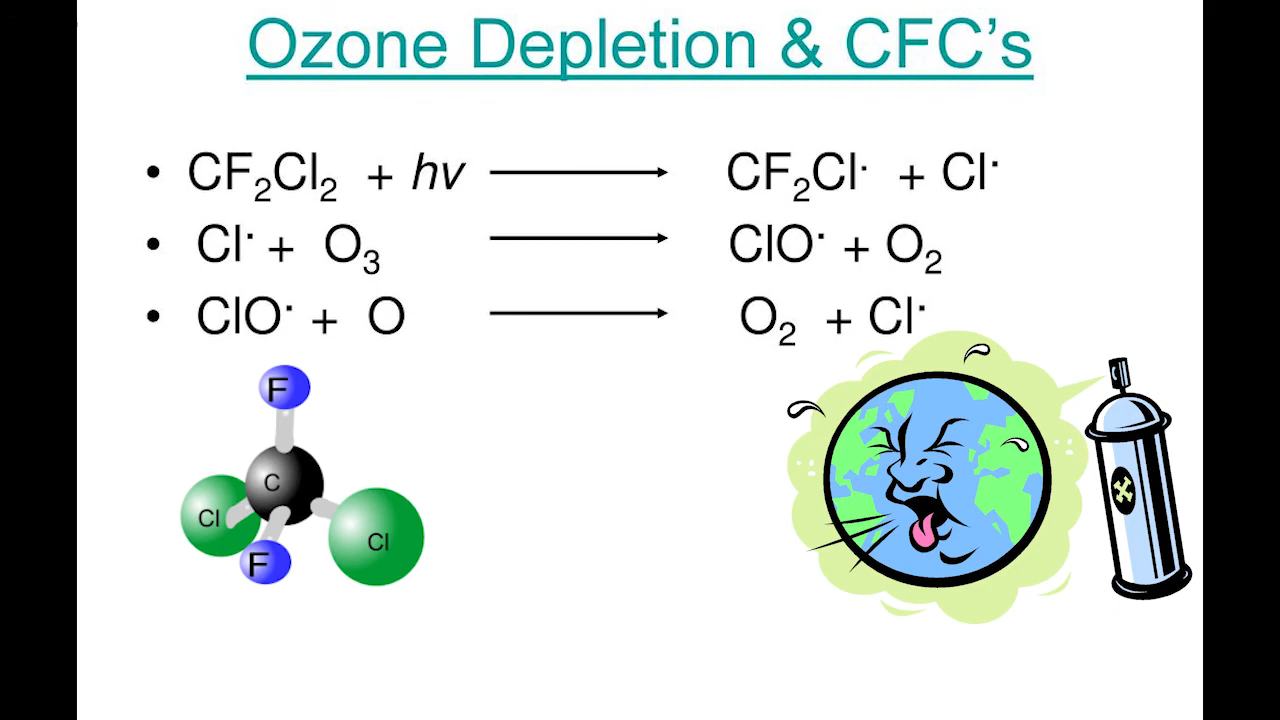 Ozone Depletion & CFC’s
• CF₂Cl₂ + hv ⟶ CF₂Cl· + Cl·
• Cl· + O₃ ⟶ ClO· + O₂
• ClO· + O ⟶ O₂ + Cl·
F
C
Cl
Cl
F